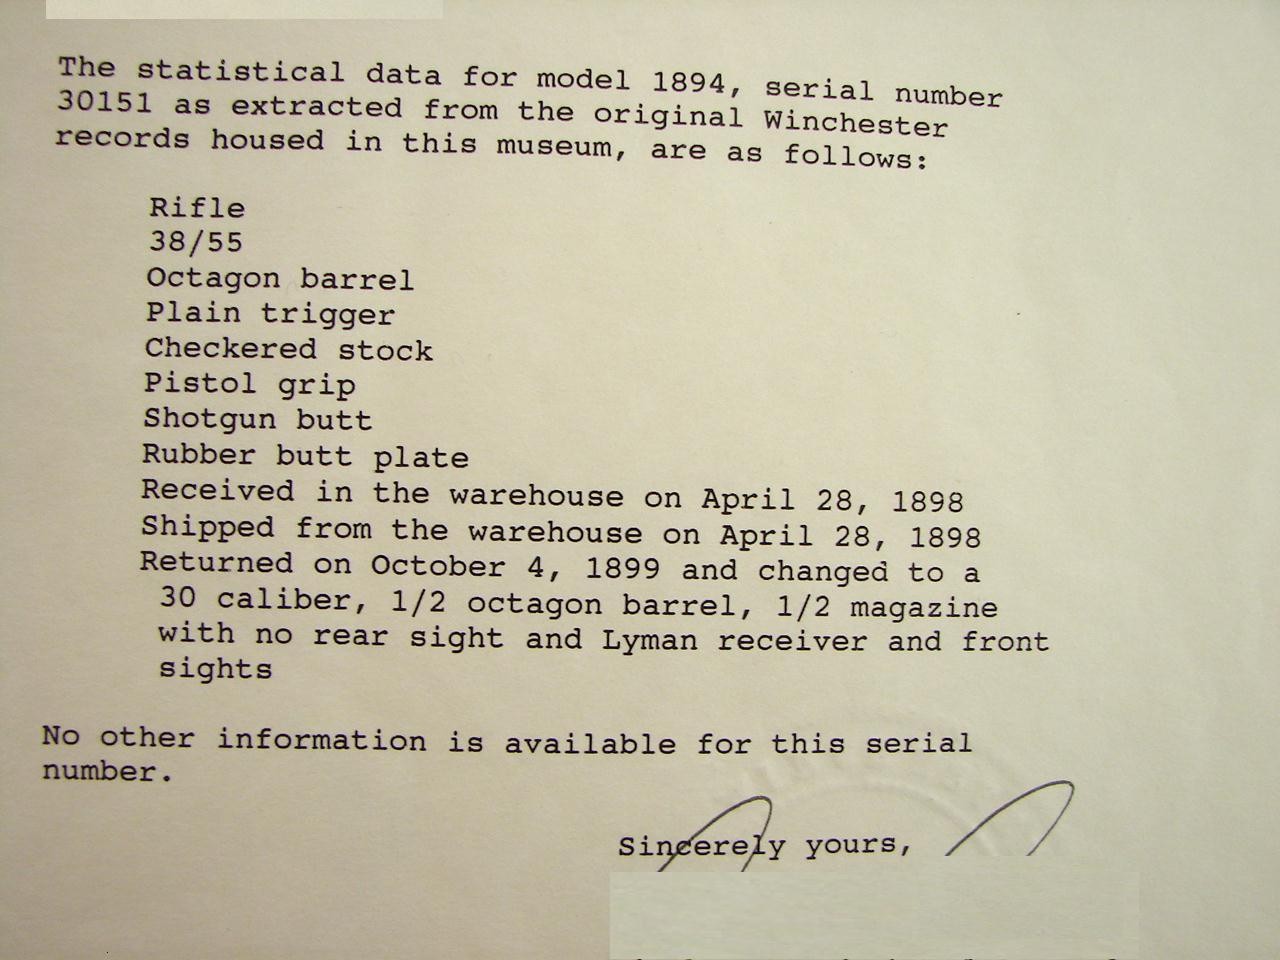 The statistical data for model 1894, serial number
30151 as extracted from the original Winchester
records housed in this museum, are as follows:
Rifle
38/55
Octagon barrel
Plain trigger
Checkered stock
Pistol grip
Shotgun butt
Rubber butt plate
Received in the warehouse on April 28, 1898
Shipped from the warehouse on April 28, 1898
Returned on October 4, 1899 and changed to a
30 caliber, 1/2 octagon barrel, 1/2 magazine
with no rear sight and Lyman receiver and front
sights
No other information is available for this serial
number.
Sincerely yours,